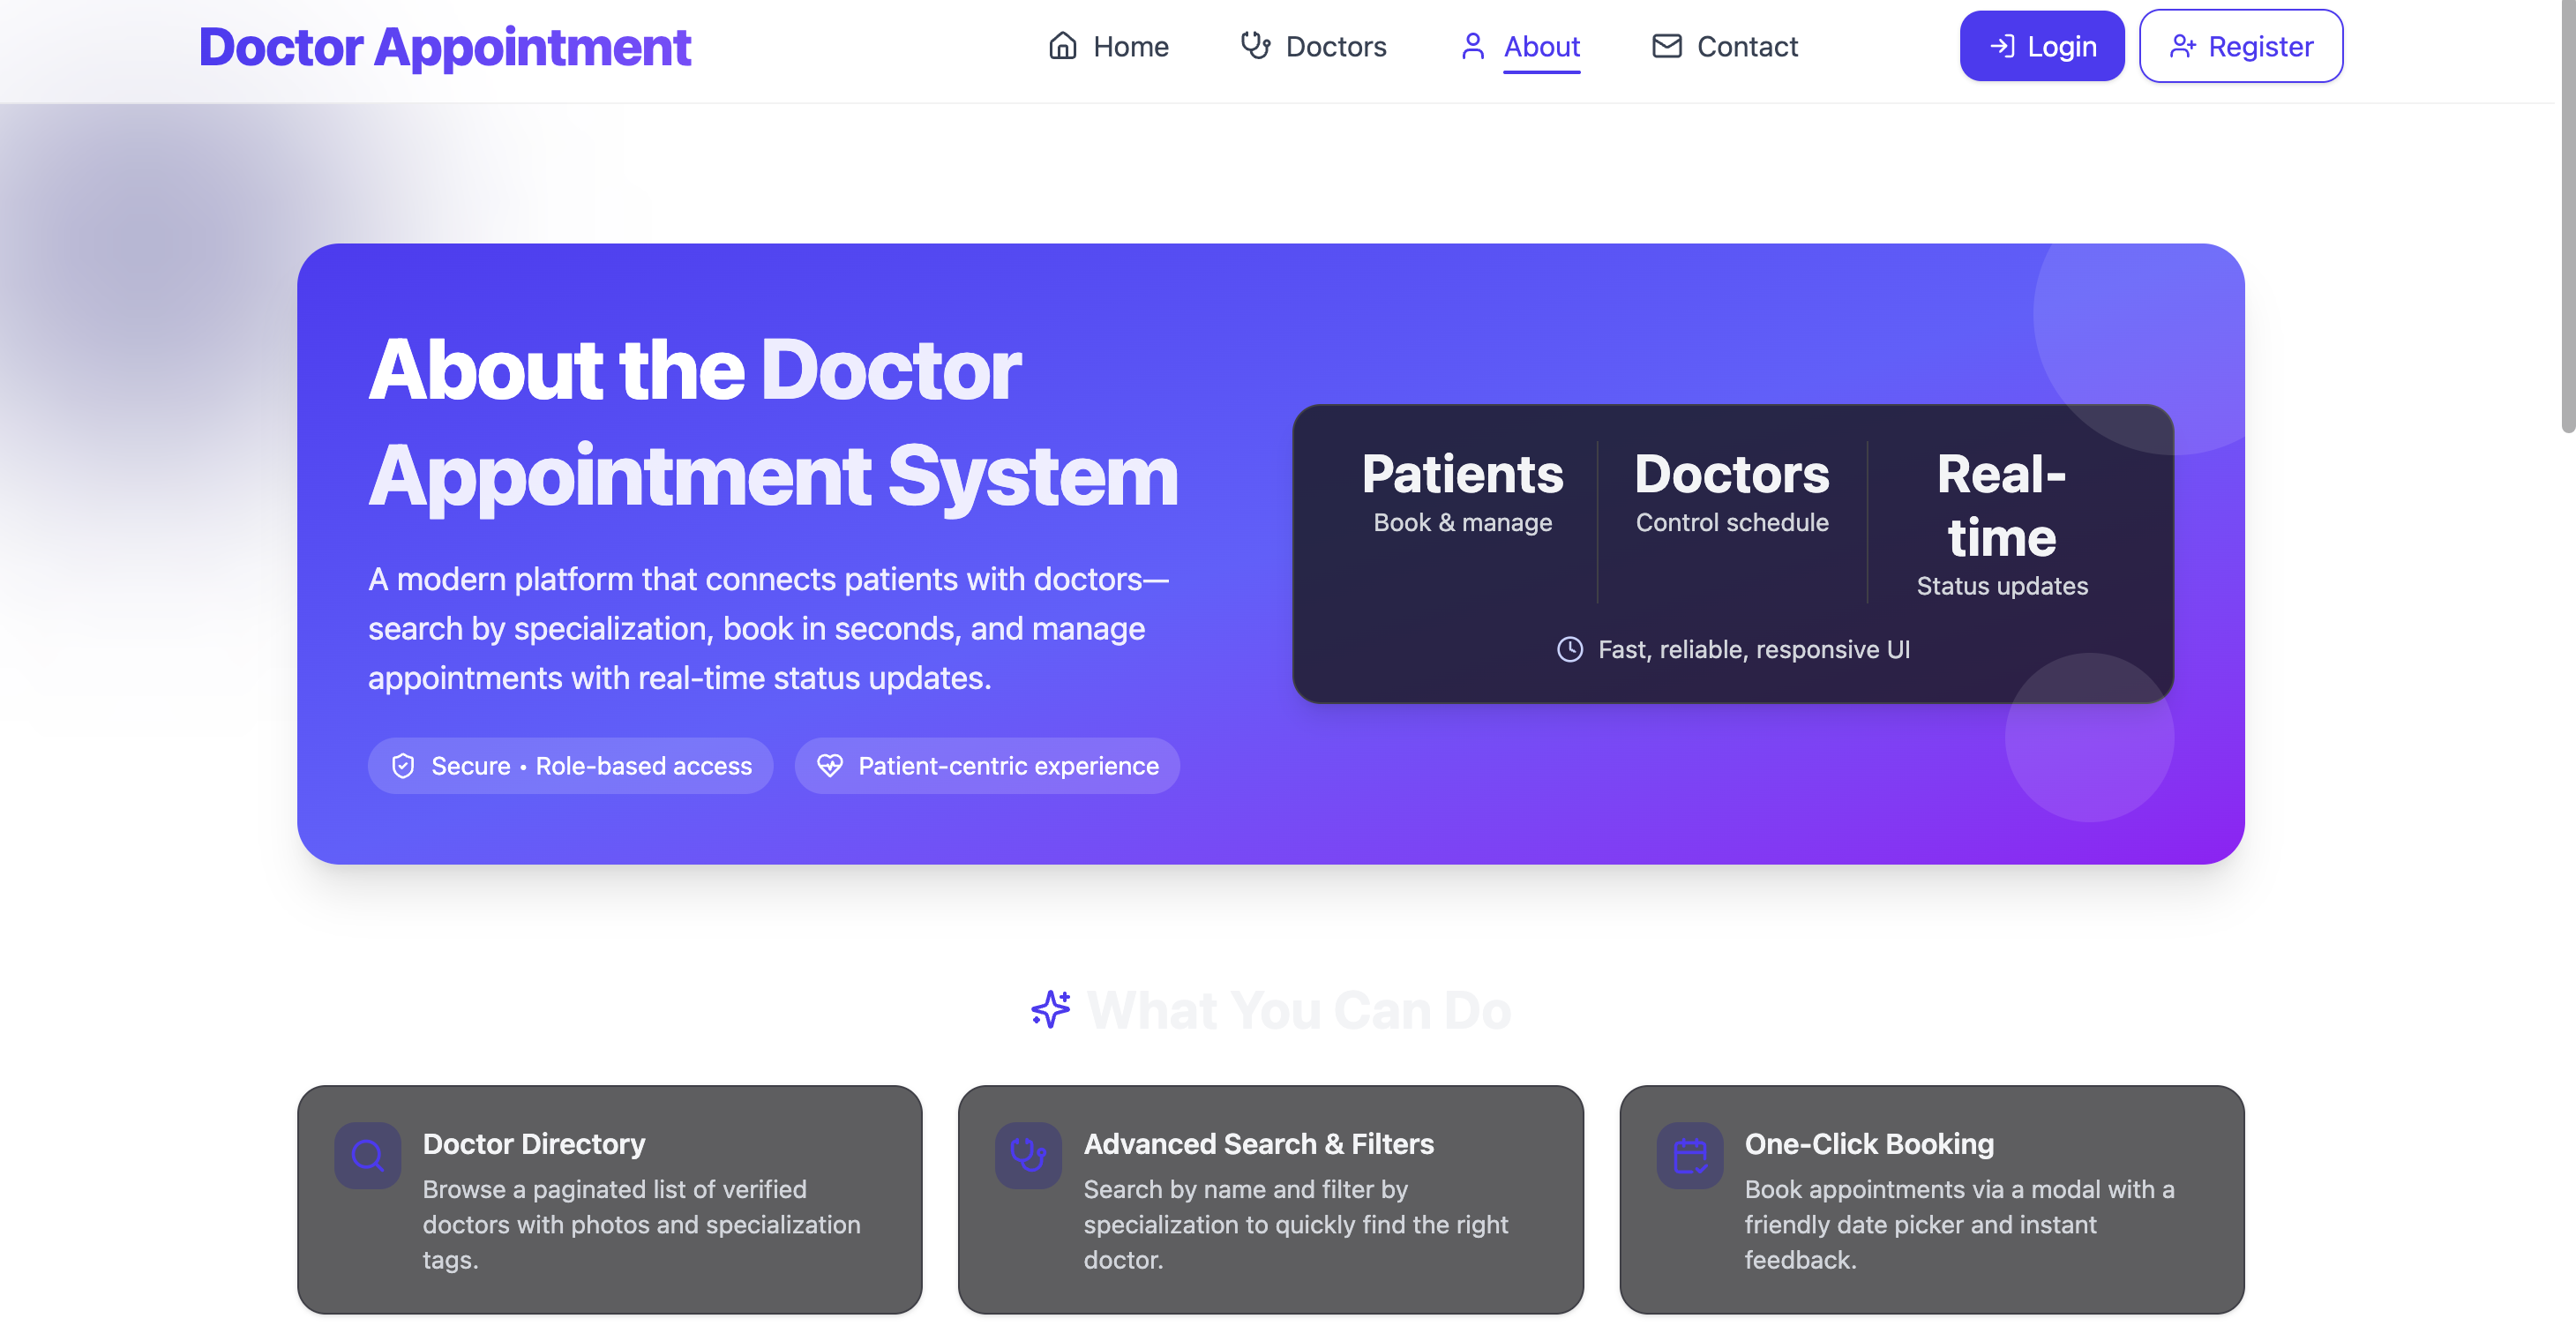 Doctor Appointment
Home
Doctors
About
Contact
Login
Register
About the Doctor
Appointment System
A modern platform that connects patients with doctors—
search by specialization, book in seconds, and manage
appointments with real-time status updates.
Secure • Role-based access
Patient-centric experience
Patients
Book & manage
Doctors
Control schedule
Real-
time
Status updates
Fast, reliable, responsive UI
What You Can Do
Doctor Directory
Browse a paginated list of verified
doctors with photos and specialization
tags.
Advanced Search & Filters
Search by name and filter by
specialization to quickly find the right
doctor.
One-Click Booking
Book appointments via a modal with a
friendly date picker and instant
feedback.